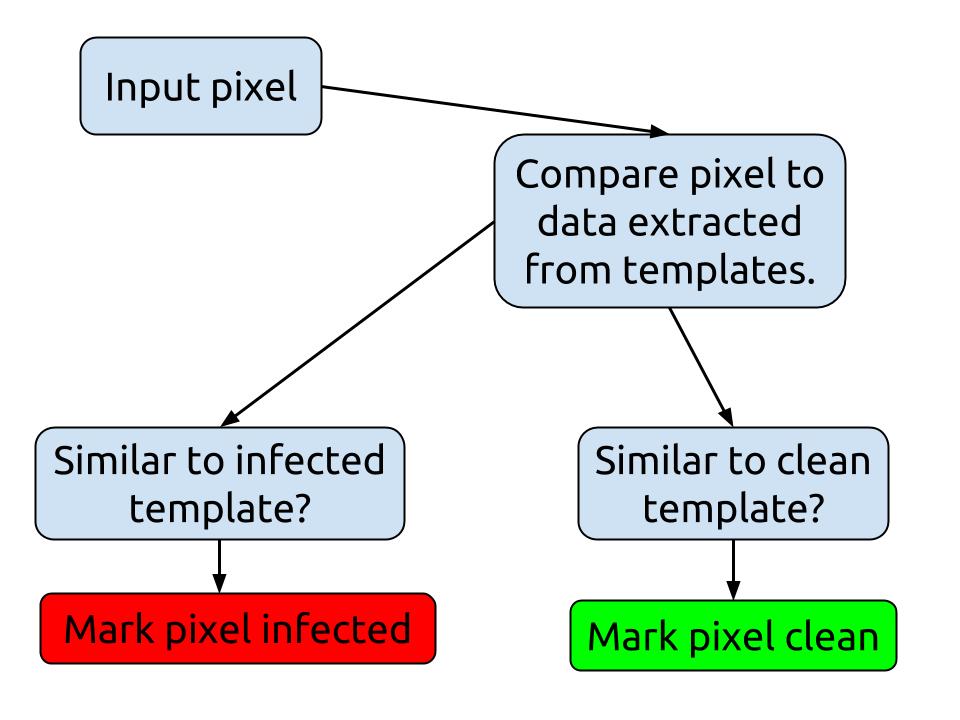 Input pixel
Compare pixel to
data extracted
from templates.
Similar to infected
template?
Similar to clean
template?
Mark pixel infected
Mark pixel clean